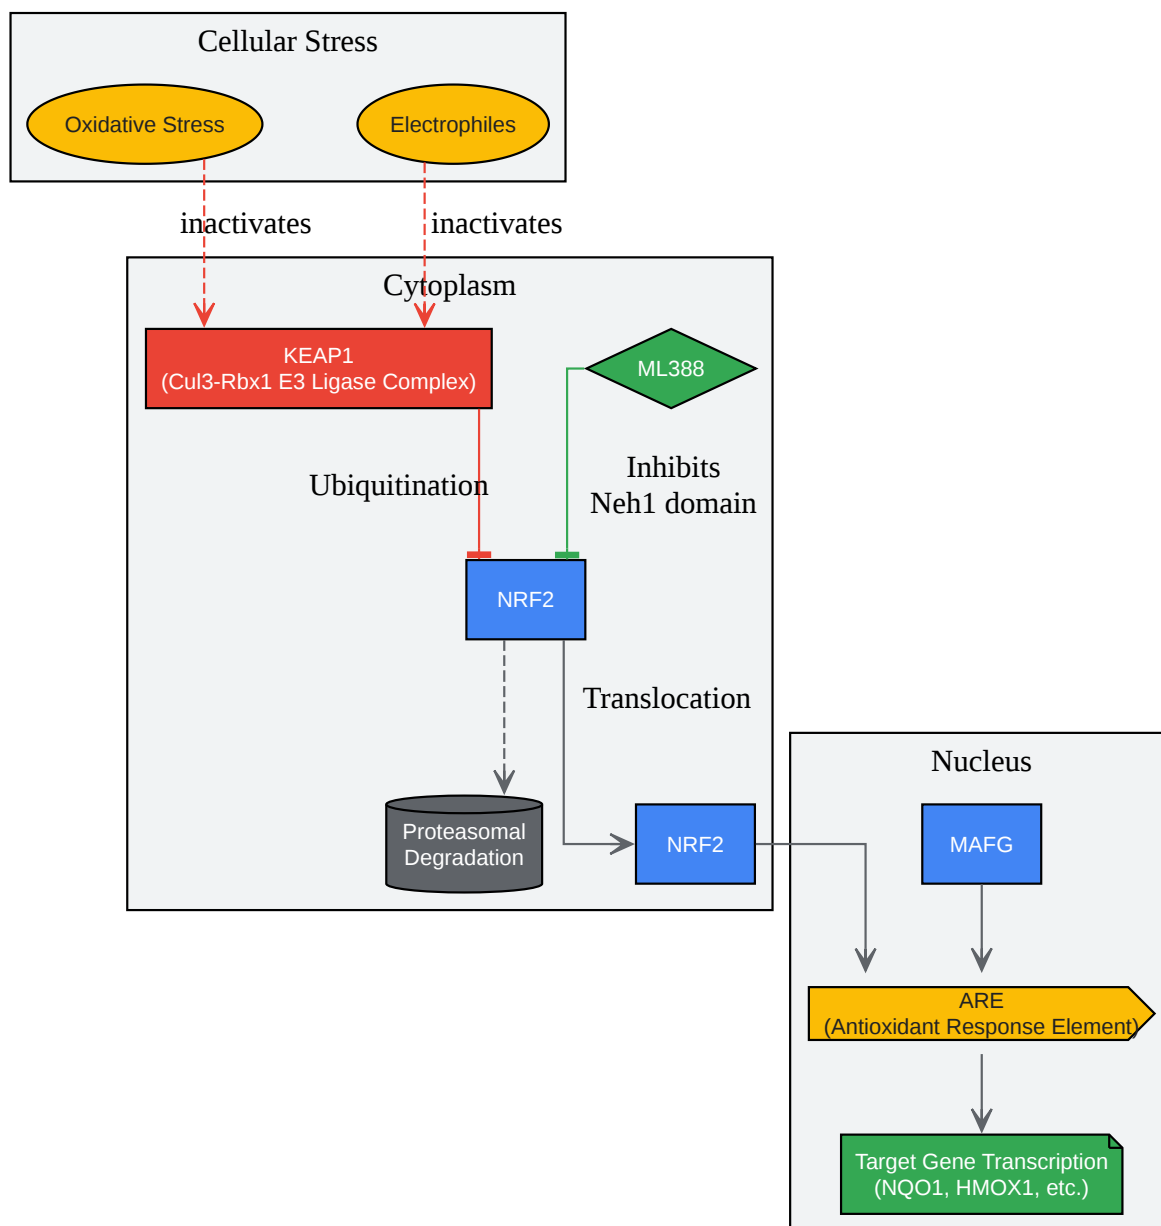 Cellular Stress
Oxidative Stress
Electrophiles
inactivates
inactivates
Cytoplasm
KEAP1
(Cul3-Rbx1 E3 Ligase Complex)
ML388
Ubiquitination
Inhibits
Neh1 domain
NRF2
Translocation
Nucleus
Proteasomal
Degradation
NRF2
MAFG
ARE
(Antioxidant Response Element)
Target Gene Transcription
(NQO1, HMOX1, etc.)